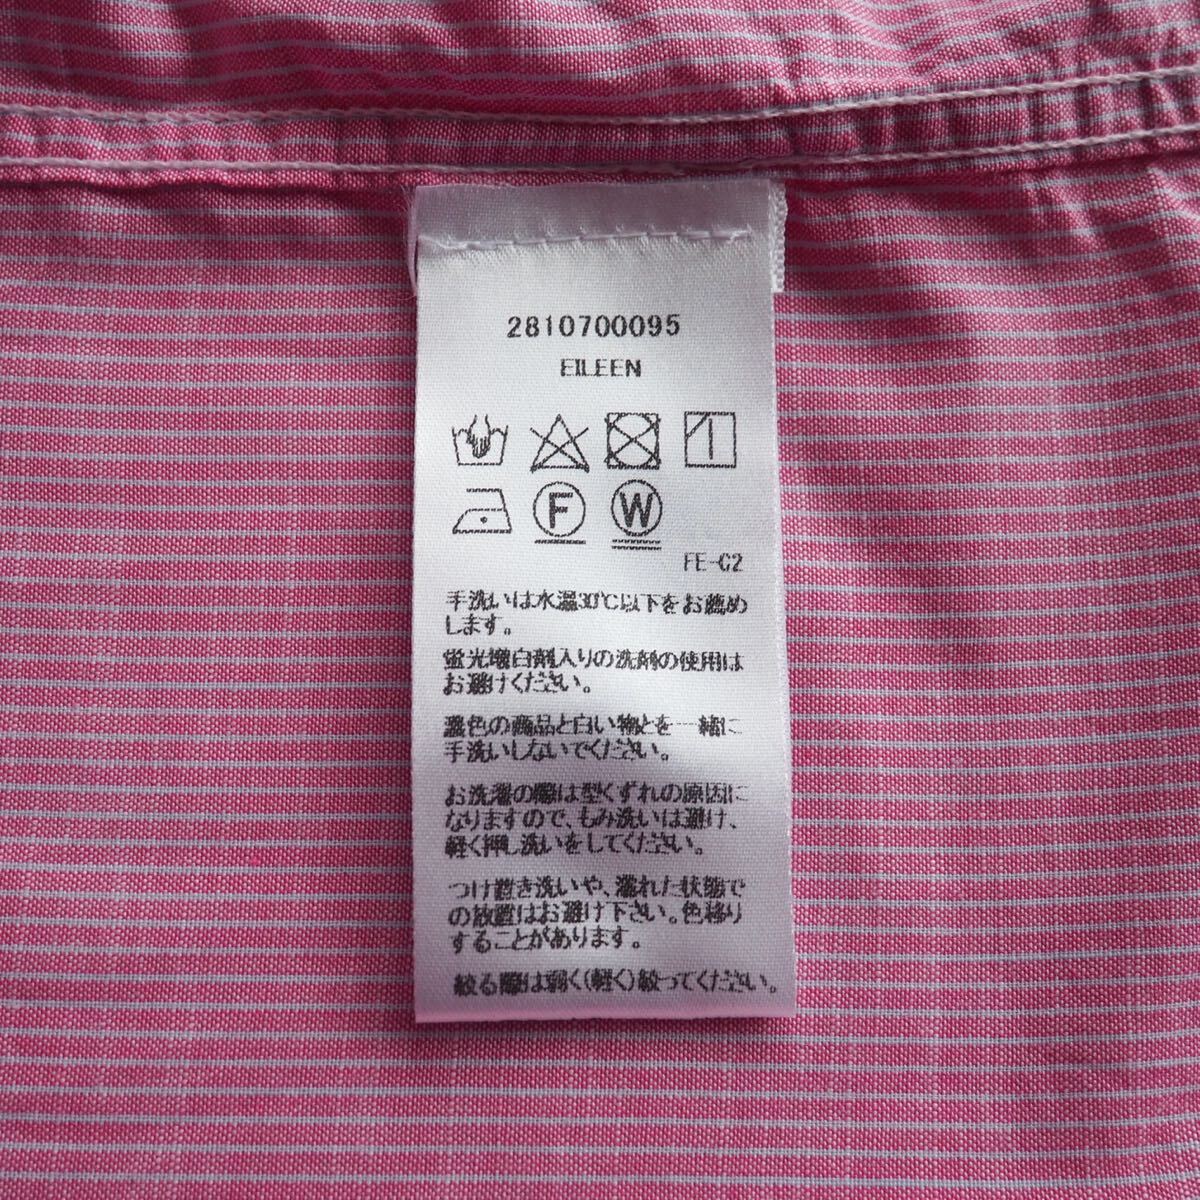 2810700095
EILEEN
F W
FE-C2
手洗いは水温30℃以下をお薦め
します。
蛍光増白剤入りの洗剤の使用は
お避けください。
濃色の商品と白い物とを一緒に
手洗いしないでください。
お洗濯の際は型くずれの原因に
なりますので、もみ洗いは避け、
軽く押し洗いをしてください。
つけ置き洗いや、濡れた状態で
の放置はお避け下さい。色移り
することがあります。
絞る際は弱く(軽く)絞ってください。